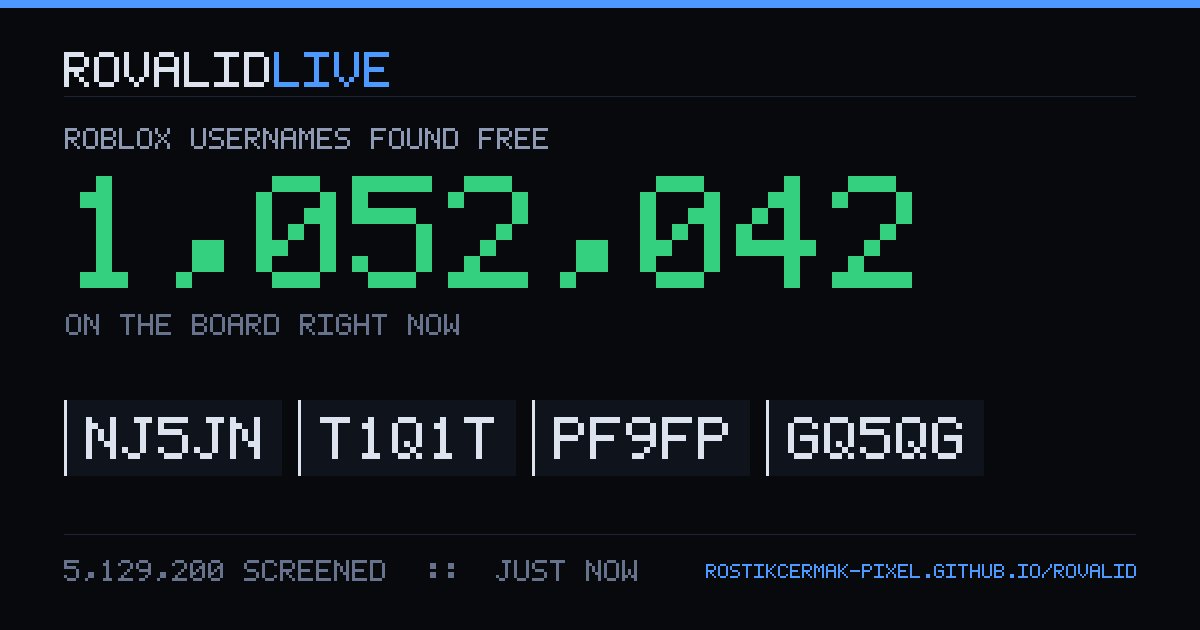 ROVALIDLIVE
ROBLOX USERNAMES FOUND FREE
1,052,042
ON THE BOARD RIGHT NOW
NJ5JN T1Q1T PF9FP GQ5QG
5,129,200 SCREENED :: JUST NOW ROSTIKCERMAK-PIXEL.GITHUB.IO/ROVALID